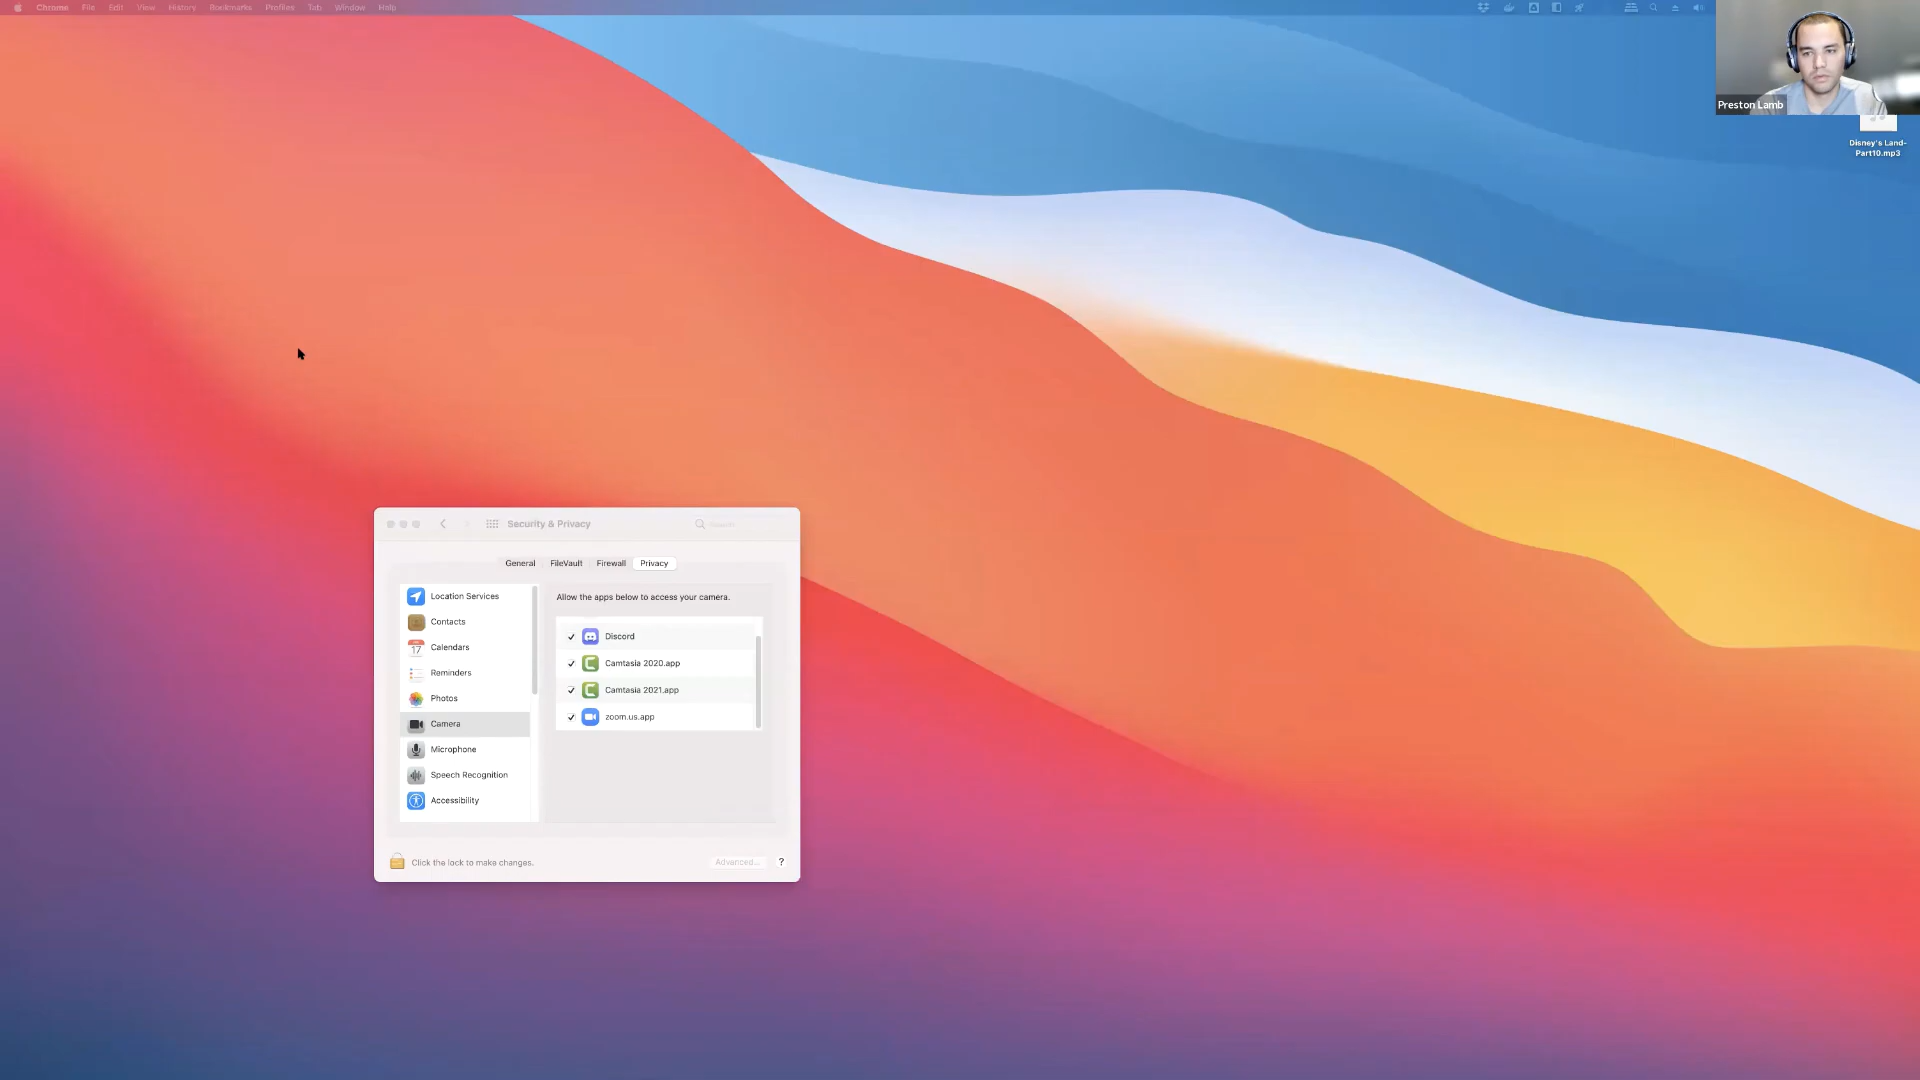 Chrome File Edit View History Bookmarks Profiles Tab Window Help
Preston Lamb
Disney's Land-
Part10.mp3
Security & Privacy
Search
General FileVault Firewall Privacy
Location Services
Contacts
Calendars
17
Reminders
Photos
Camera
Microphone
Speech Recognition
Accessibility
Allow the apps below to access your camera.
Discord
Camtasia 2020.app
Camtasia 2021.app
zoom.us.app
Click the lock to make changes.
Advanced... ?